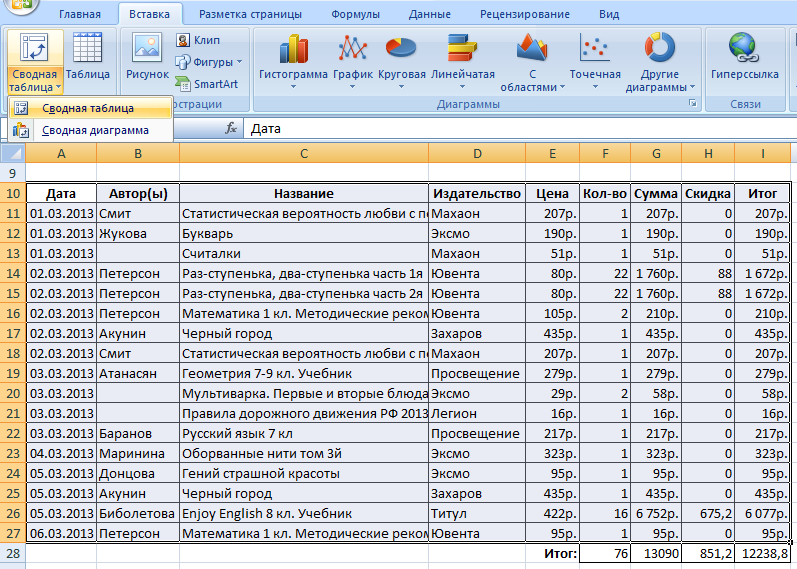 Главная Вставка Разметка страницы Формулы Данные Рецензирование Вид
Сводная таблица Таблица Рисунок Клип Фигуры SmartArt Гистограмма График Круговая Линейчатая С областями Точечная Другие диаграммы Гиперссылка
страции Диаграммы Связи
Сводная таблица
Сводная диаграмма
fx Дата
A B C D E F G H I
9
10 Дата Автор(ы) Название Издательство Цена Кол-во Сумма Скидка Итог
11 01.03.2013 Смит Статистическая вероятность любви с по Махаон 207р. 1 207р. 0 207р.
12 01.03.2013 Жукова Букварь Эксмо 190р. 1 190р. 0 190р.
13 01.03.2013 Считалки Махаон 51р. 1 51р. 0 51р.
14 02.03.2013 Петерсон Раз-ступенька, два-ступенька часть 1я Ювента 80р. 22 1 760р. 88 1 672р.
15 02.03.2013 Петерсон Раз-ступенька, два-ступенька часть 2я Ювента 80р. 22 1 760р. 88 1 672р.
16 02.03.2013 Петерсон Математика 1 кл. Методические реком Ювента 105р. 2 210р. 0 210р.
17 02.03.2013 Акунин Черный город Захаров 435р. 1 435р. 0 435р.
18 02.03.2013 Смит Статистическая вероятность любви с по Махаон 207р. 1 207р. 0 207р.
19 03.03.2013 Атанасян Геометрия 7-9 кл. Учебник Просвещение 279р. 1 279р. 0 279р.
20 03.03.2013 Мультиварка. Первые и вторые блюда Эксмо 29р. 2 58р. 0 58р.
21 03.03.2013 Правила дорожного движения РФ 2013 Легион 16р. 1 16р. 0 16р.
22 03.03.2013 Баранов Русский язык 7 кл Просвещение 217р. 1 217р. 0 217р.
23 04.03.2013 Маринина Оборванные нити том 3й Эксмо 323р. 1 323р. 0 323р.
24 05.03.2013 Донцова Гений страшной красоты Эксмо 95р. 1 95р. 0 95р.
25 05.03.2013 Акунин Черный город Захаров 435р. 1 435р. 0 435р.
26 05.03.2013 Биболетова Enjoy English 8 кл. Учебник Титул 422р. 16 6 752р. 675,2 6 077р.
27 06.03.2013 Петерсон Математика 1 кл. Методические реком Ювента 95р. 1 95р. 0 95р.
28 Итог: 76 13090 851,2 12238,8